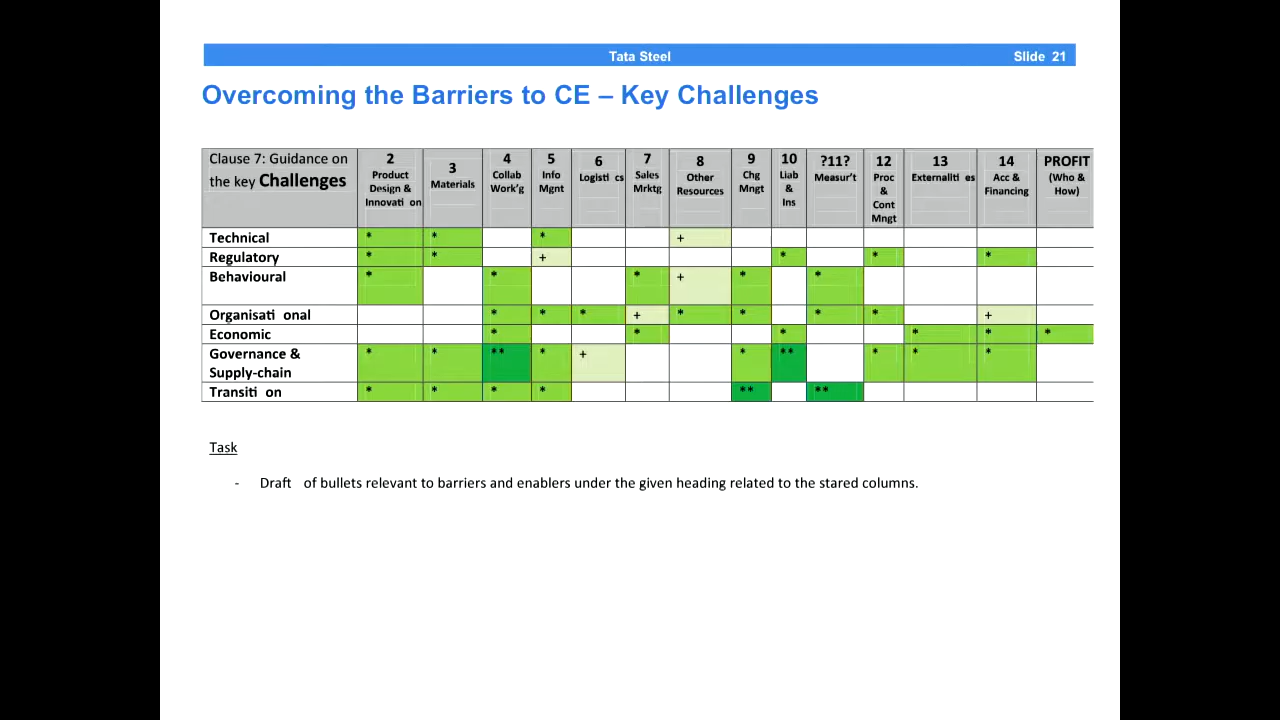 Tata Steel Slide 21
Overcoming the Barriers to CE – Key Challenges
Clause 7: Guidance on the key Challenges 2 Product Design & Innovati on 3 Materials 4 Collab Work'g 5 Info Mgnt 6 Logisti cs 7 Sales Mrktg 8 Other Resources 9 Chg Mngt 10 Liab & Ins ?11? Measur't 12 Proc & Cont Mngt 13 Externaliti es 14 Acc & Financing PROFIT (Who & How)
Technical * * * +
Regulatory * * + * * *
Behavioural * * * + * *
Organisati onal * * * + * * * * +
Economic * * * * * *
Governance & Supply-chain * * ** * + * ** * * *
Transiti on * * * * ** **
Task
- Draft of bullets relevant to barriers and enablers under the given heading related to the stared columns.